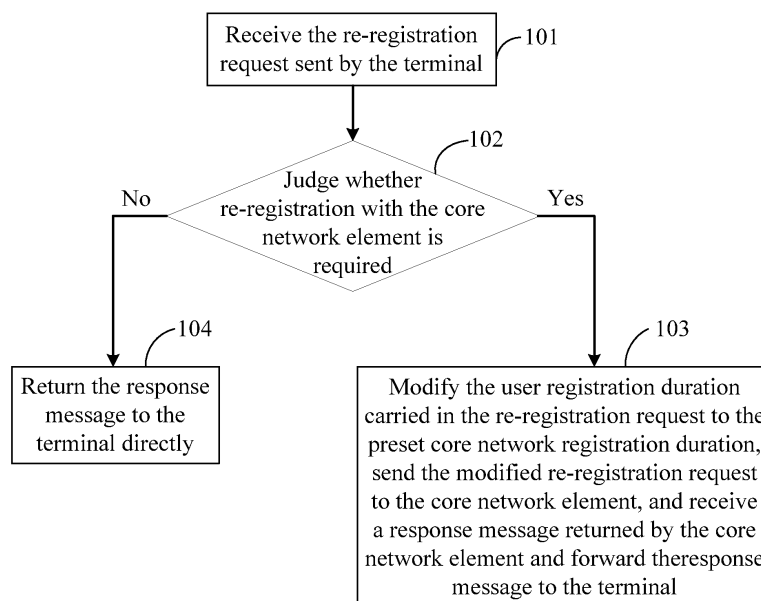 Receive the re-registration
request sent by the terminal
101
102
Judge whether
re-registration with the core
network element is
required
No
Yes
104
103
Return the response
message to the
terminal directly
Modify the user registration duration
carried in the re-registration request to the
preset core network registration duration,
send the modified re-registration request
to the core network element, and receive
a response message returned by the core
network element and forward theresponse
message to the terminal